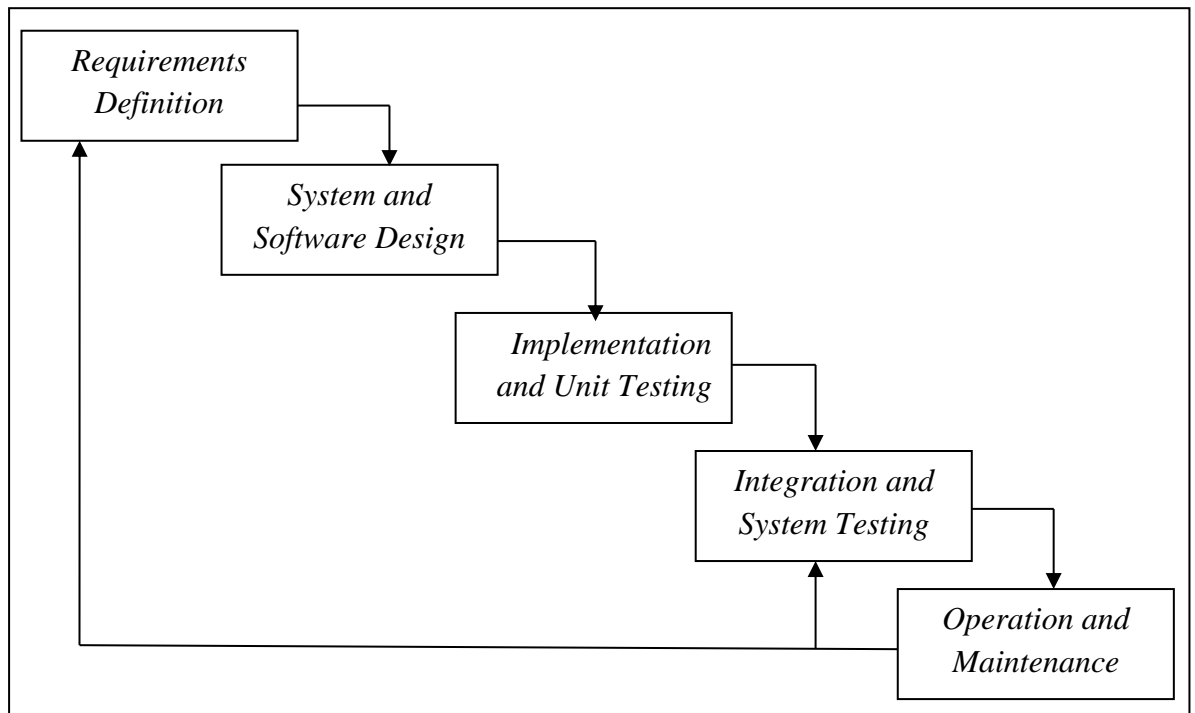 Requirements
Definition
System and
Software Design
Implementation
and Unit Testing
Integration and
System Testing
Operation and
Maintenance